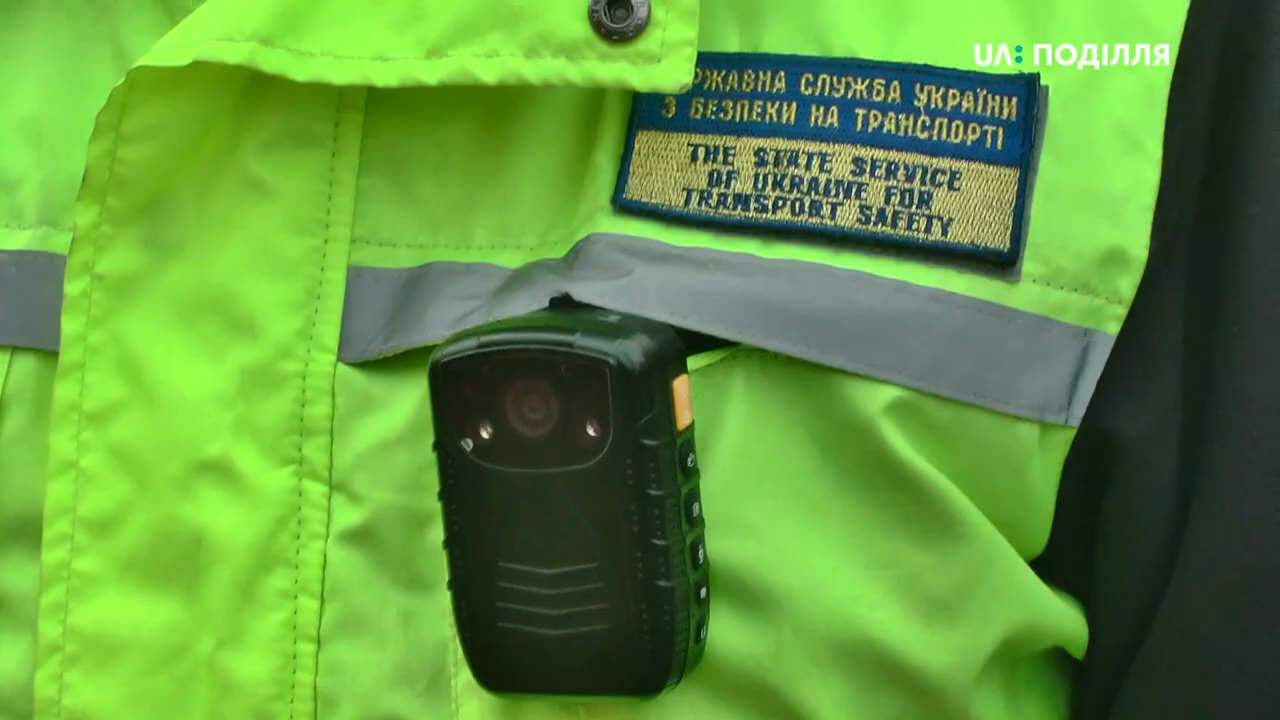 UA: ПОДІЛЛЯ
РЖАВНА СЛУЖБА УКРАЇНИ
З БЕЗПЕКИ НА ТРАНСПОРТІ
THE STATE SERVICE
OF UKRAINE FOR
TRANSPORT SAFETY